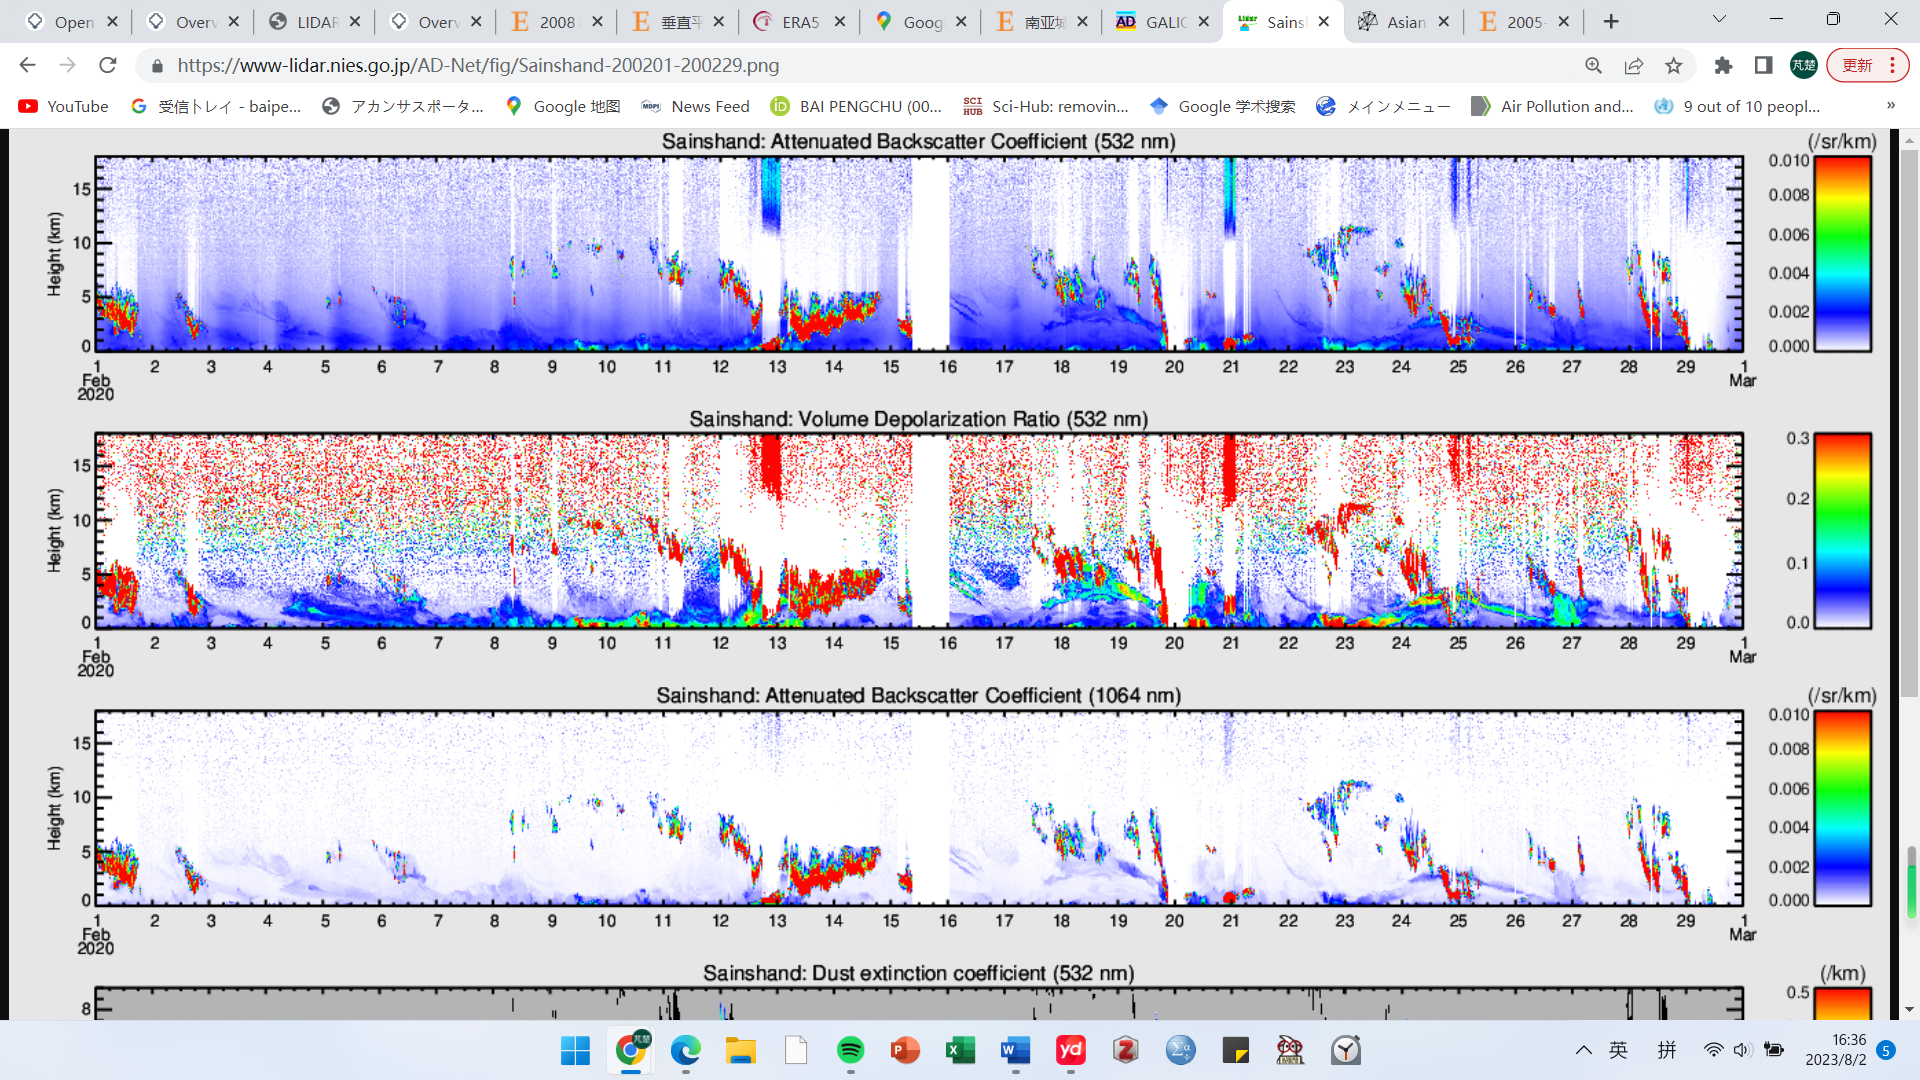 Open
Overv
LIDAR
Overv
2008
垂直平
ERA5
Goog
南亚城
GALIC
Sainsh
Asian
2005-
https://www-lidar.nies.go.jp/AD-Net/fig/Sainshand-200201-200229.png
芃楚
更新
YouTube
受信トレイ - baipe...
アカンサスポータ...
Google 地图
News Feed
BAI PENGCHU (00...
Sci-Hub: removin...
Google 学术搜索
メインメニュー
Air Pollution and...
9 out of 10 peopl...
»
Sainshand: Attenuated Backscatter Coefficient (532 nm)
(/sr/km)
Height (km)
15
10
5
0
1 2 3 4 5 6 7 8 9 10 11 12 13 14 15 16 17 18 19 20 21 22 23 24 25 26 27 28 29 1
Feb
2020
Mar
0.010
0.008
0.006
0.004
0.002
0.000
Sainshand: Volume Depolarization Ratio (532 nm)
Height (km)
15
10
5
0
1 2 3 4 5 6 7 8 9 10 11 12 13 14 15 16 17 18 19 20 21 22 23 24 25 26 27 28 29 1
Feb
2020
Mar
0.3
0.2
0.1
0.0
Sainshand: Attenuated Backscatter Coefficient (1064 nm)
(/sr/km)
Height (km)
15
10
5
0
1 2 3 4 5 6 7 8 9 10 11 12 13 14 15 16 17 18 19 20 21 22 23 24 25 26 27 28 29 1
Feb
2020
Mar
0.010
0.008
0.006
0.004
0.002
0.000
Sainshand: Dust extinction coefficient (532 nm)
(/km)
8
0.5
英
拼
16:36
2023/8/2
5